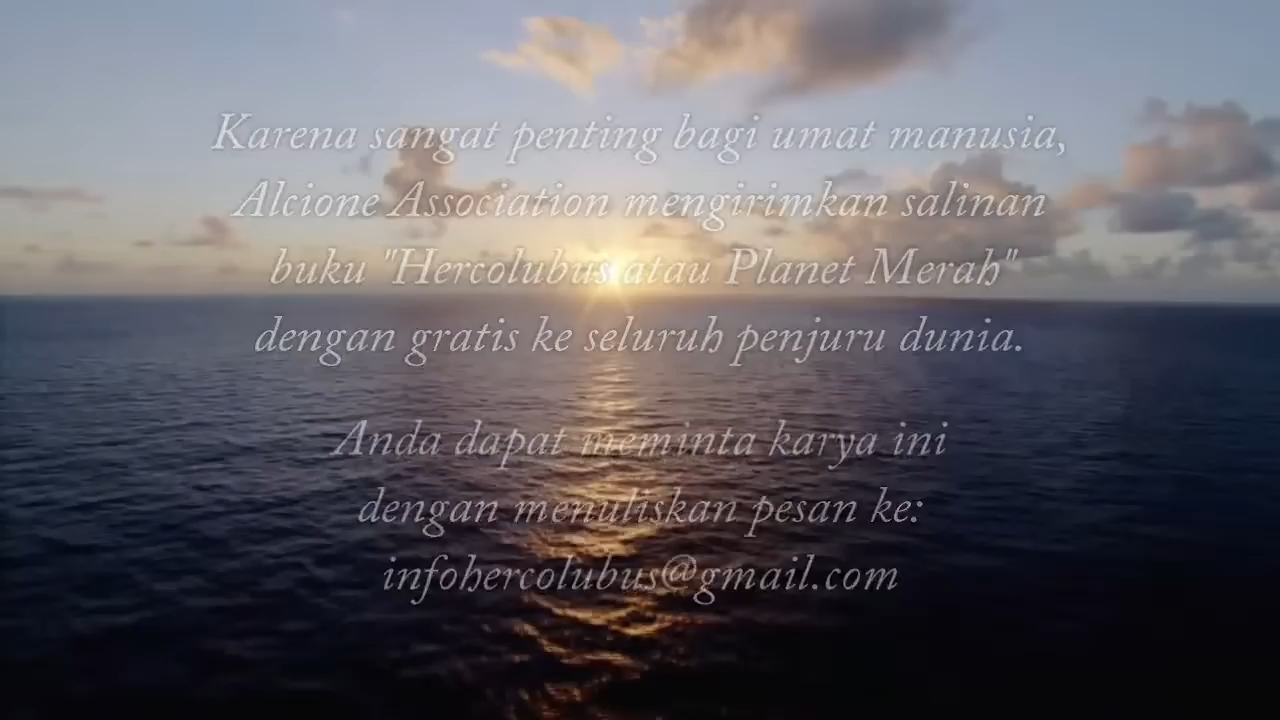 Karena sangat penting bagi umat manusia,
Alcione Association mengirimkan salinan
buku "Hercolubus atau Planet Merah"
dengan gratis ke seluruh penjuru dunia.
Anda dapat meminta karya ini
dengan menuliskan pesan ke:
infohercolubus@gmail.com